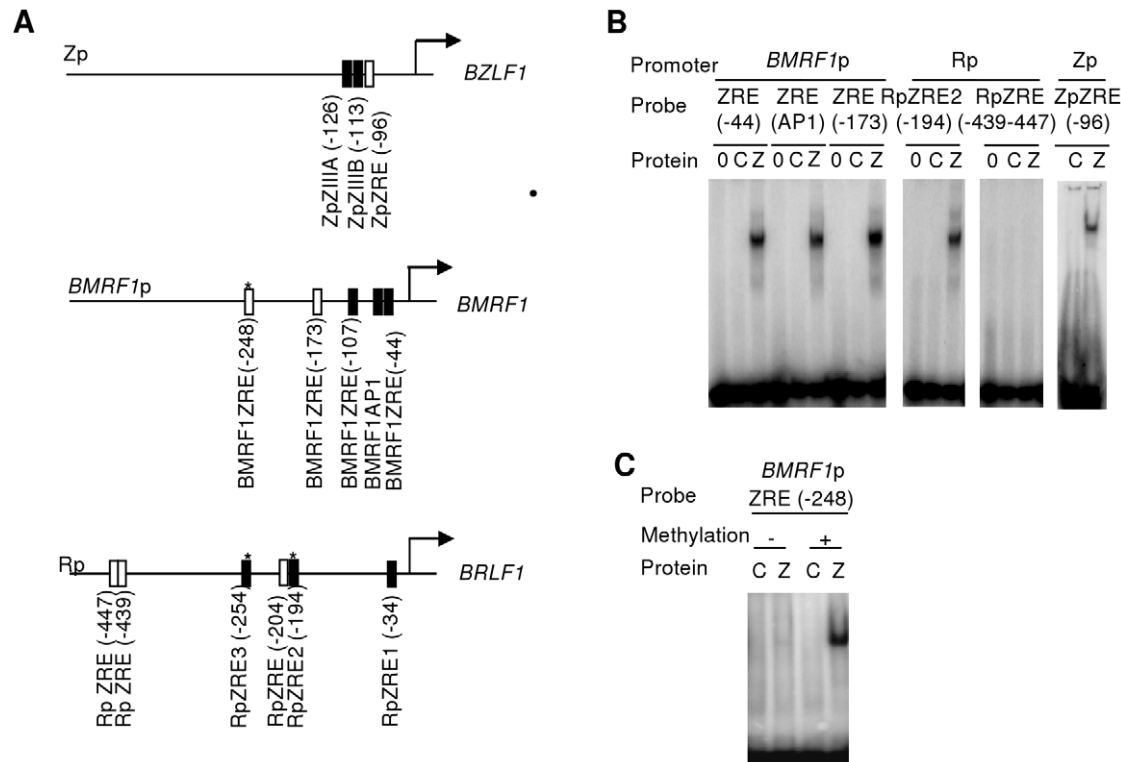 A
Zp
BZLF1
ZpZIIIA (-126)
ZpZIIIB (-113)
ZpZRE (-96)
BMRF1p
*
BMRF1
BMRF1ZRE(-248)
BMRF1ZRE(-173)
BMRF1ZRE(-107)
BMRF1AP1
BMRF1ZRE(-44)
Rp
* *
BRLF1
Rp ZRE (-447)
Rp ZRE (-439)
RpZRE3 (-254)
RpZRE (-204)
RpZRE2 (-194)
RpZRE1 (-34)
B
Promoter BMRF1p Rp Zp
Probe ZRE ZRE ZRE RpZRE2 RpZRE ZpZRE
(-44) (AP1) (-173) (-194) (-439-447) (-96)
Protein 0 C Z 0 C Z 0 C Z 0 C Z 0 C Z C Z
C
BMRF1p
Probe ZRE (-248)
Methylation - +
Protein C Z C Z